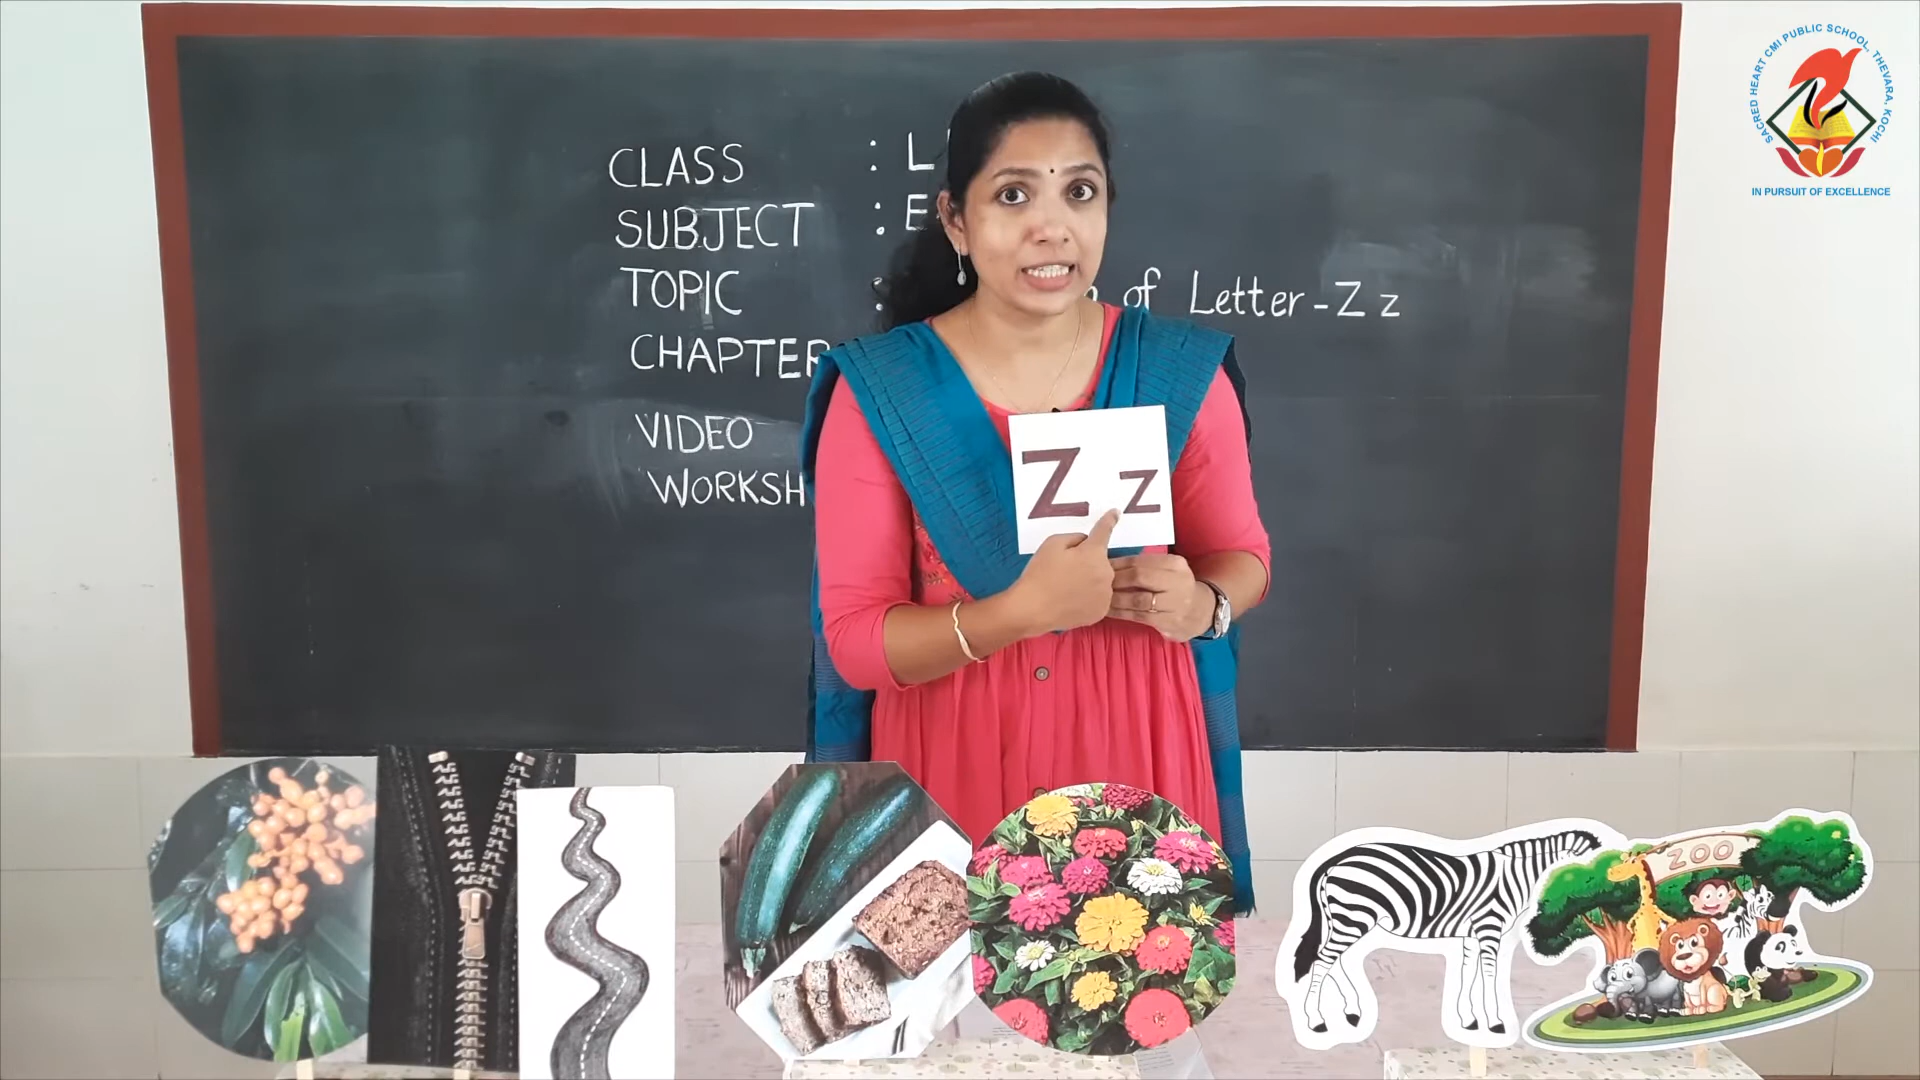 CLASS : L
SUBJECT : E
TOPIC : of Letter - Z z
CHAPTER
VIDEO
WORKSH
Z z
ZOO
SACRED HEART CMI PUBLIC SCHOOL, THEVARA, KOCHI
IN PURSUIT OF EXCELLENCE